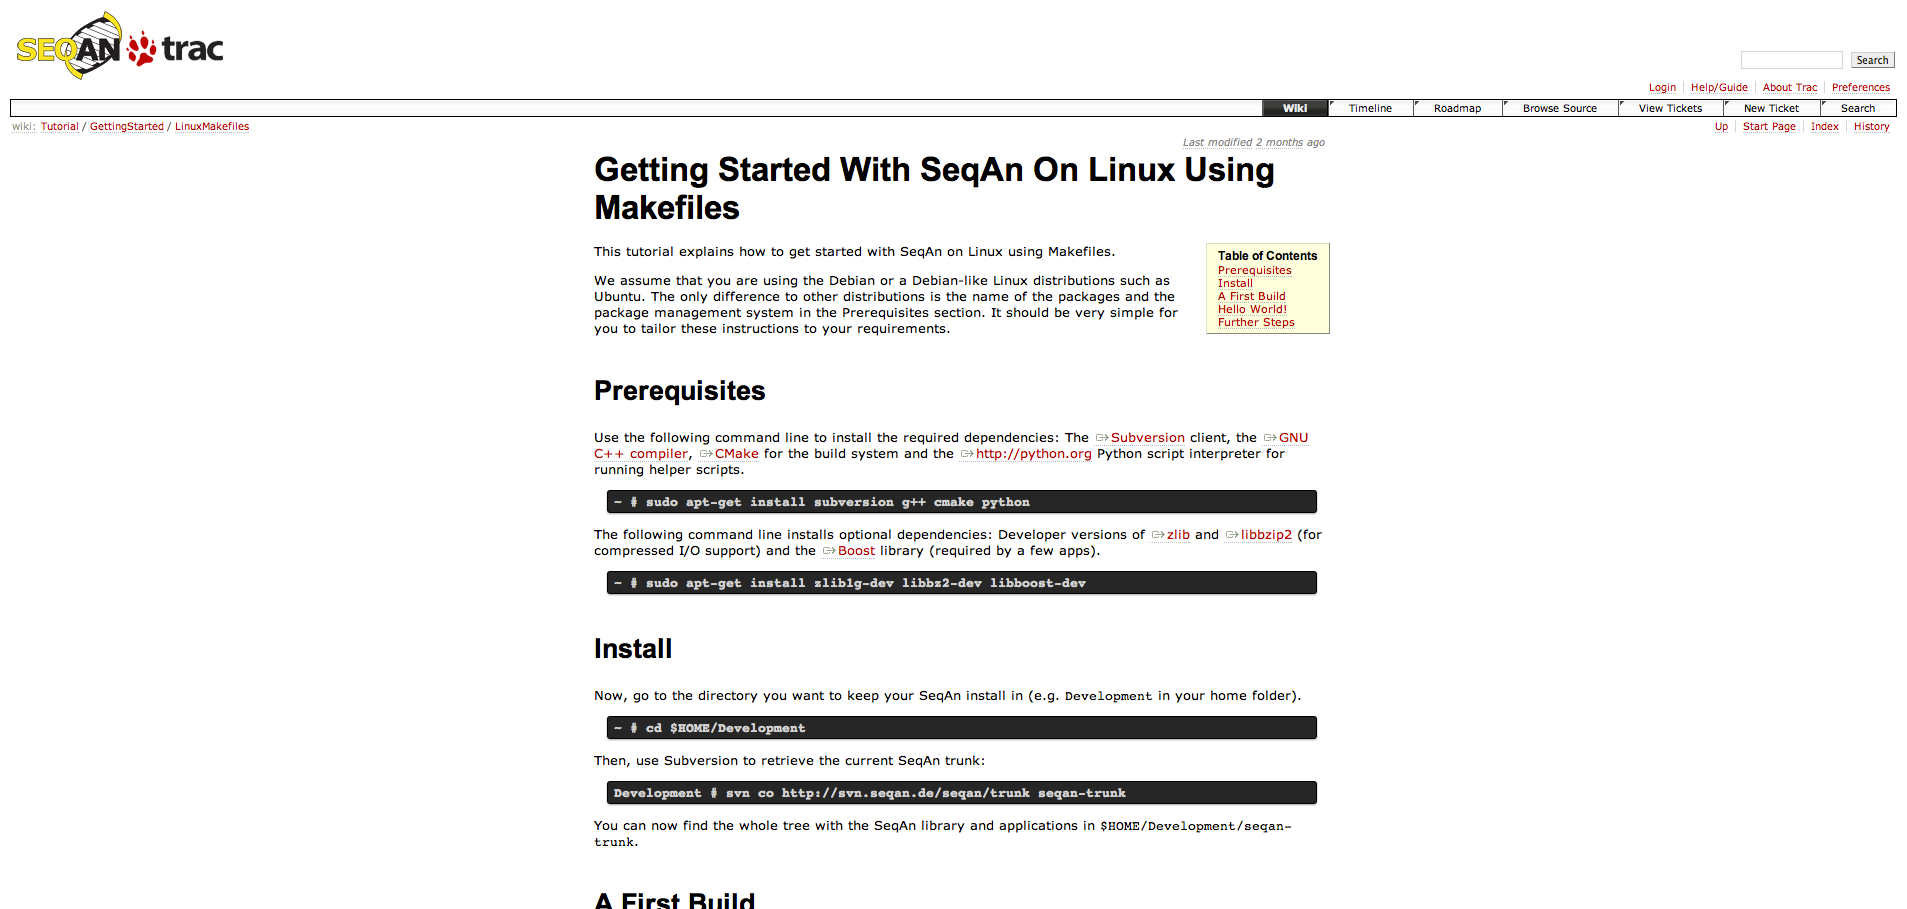 SEQAN trac
Search
Login Help/Guide About Trac Preferences
Wiki Timeline Roadmap Browse Source View Tickets New Ticket Search
wiki: Tutorial / GettingStarted / LinuxMakefiles
Up Start Page Index History
Last modified 2 months ago
Getting Started With SeqAn On Linux Using
Makefiles
This tutorial explains how to get started with SeqAn on Linux using Makefiles.
We assume that you are using the Debian or a Debian-like Linux distributions such as
Ubuntu. The only difference to other distributions is the name of the packages and the
package management system in the Prerequisites section. It should be very simple for
you to tailor these instructions to your requirements.
Table of Contents
Prerequisites
Install
A First Build
Hello World!
Further Steps
Prerequisites
Use the following command line to install the required dependencies: The Subversion client, the GNU
C++ compiler, CMake for the build system and the http://python.org Python script interpreter for
running helper scripts.
~ # sudo apt-get install subversion g++ cmake python
The following command line installs optional dependencies: Developer versions of zlib and libbzip2 (for
compressed I/O support) and the Boost library (required by a few apps).
~ # sudo apt-get install zlib1g-dev libbz2-dev libboost-dev
Install
Now, go to the directory you want to keep your SeqAn install in (e.g. Development in your home folder).
~ # cd $HOME/Development
Then, use Subversion to retrieve the current SeqAn trunk:
Development # svn co http://svn.seqan.de/seqan/trunk seqan-trunk
You can now find the whole tree with the SeqAn library and applications in $HOME/Development/seqan-
trunk.
A First Build